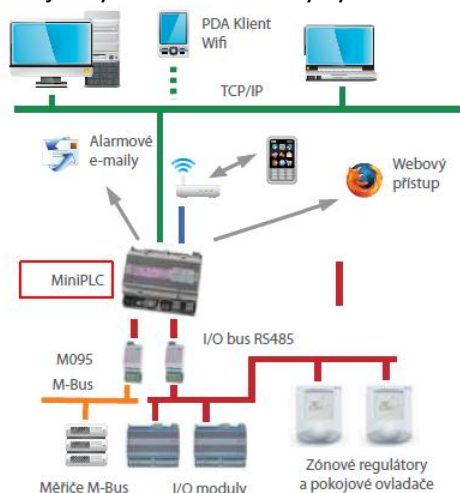 PDA Klient
Wifi
TCP/IP
Alarmové
e-maily
Webový
přístup
MiniPLC
I/O bus RS485
M095
M-Bus
Měřiče M-Bus
I/O moduly
Zónové regulátory
a pokojové ovladače